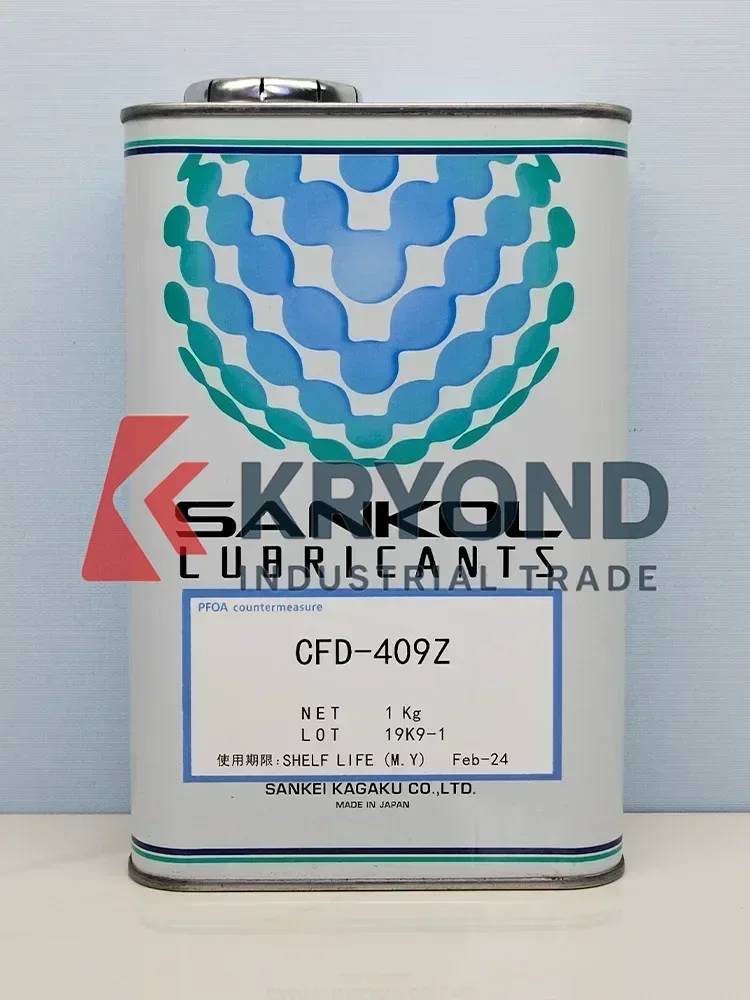 KRYOND
SANKOL
LUBRICANTS
INDUSTRIAL TRADE
PFOA countermeasure
CFD-409Z
NET 1 Kg
LOT 19K9-1
使用期限:SHELF LIFE (M.Y) Feb-24
SANKEI KAGAKU CO.,LTD.
MADE IN JAPAN